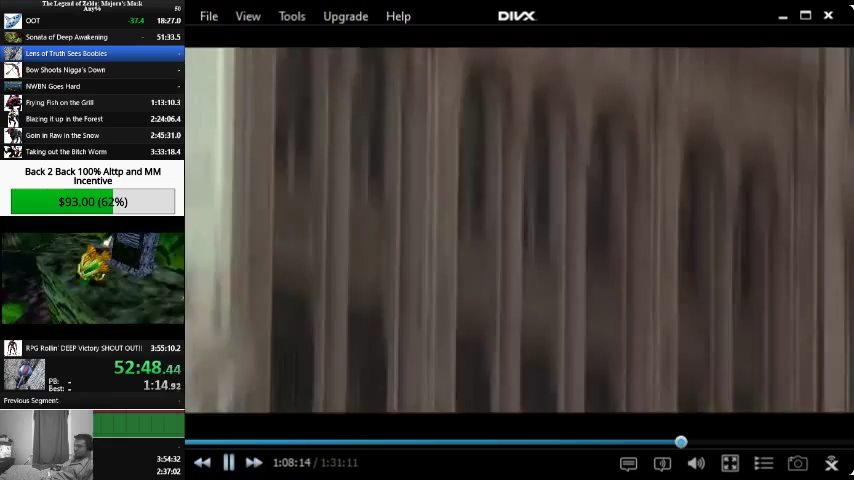 The Legend of Zelda: Majora's Mask
Any% 50
OOT -37.4 18:27.0
Sonata of Deep Awakening - 51:33.5
Lens of Truth Sees Boobies -
Bow Shoots Nigga's Down -
NWBN Goes Hard -
Frying Fish on the Grill 1:13:10.3
Blazing it up in the Forest 2:24:06.4
Goin in Raw in the Snow 2:45:31.0
Taking out the Bitch Worm 3:33:18.4
Back 2 Back 100% Alttp and MM
Incentive
$93.00 (62%)
RPG Rollin' DEEP Victory SHOUT OUT!! 3:55:10.2
52:48.44
PB: -
Best: - 1:14.92
Previous Segment -
-
3:54:32
2:37:02
File View Tools Upgrade Help DIVX
1:08:14 / 1:31:11